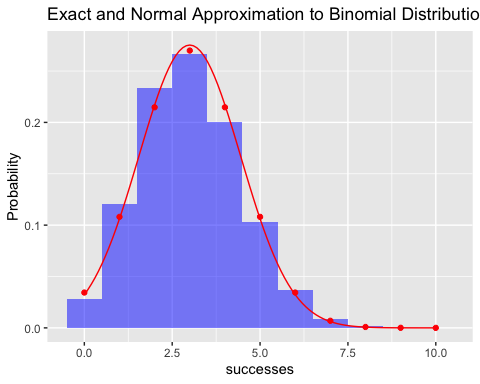 Exact and Normal Approximation to Binomial Distributio
Probability
0.2
0.1
0.0
0.0 2.5 5.0 7.5 10.0
successes